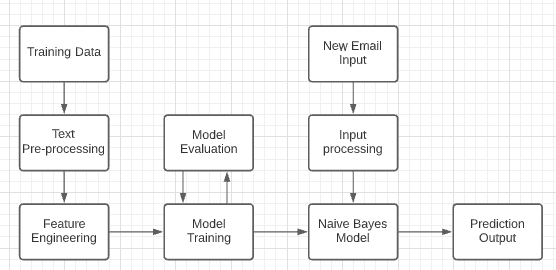 Training Data
New Email
Input
Text
Pre-processing
Model
Evaluation
Input
processing
Feature
Engineering
Model
Training
Naive Bayes
Model
Prediction
Output